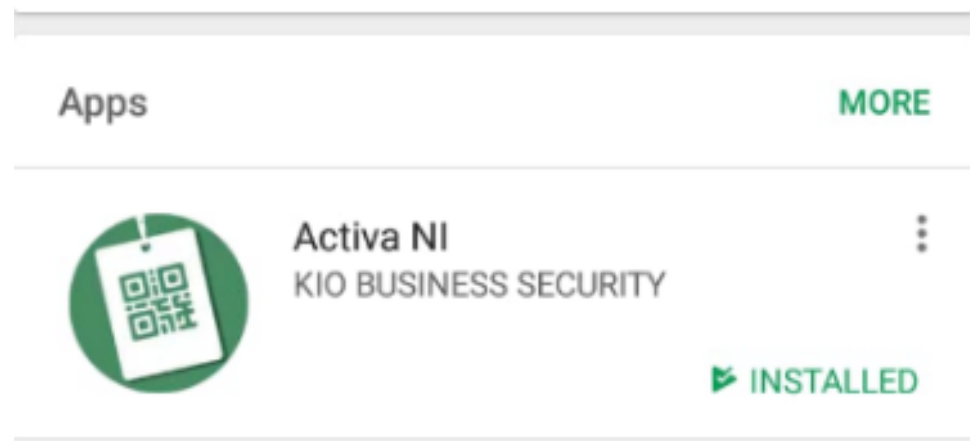 Apps
MORE
Activa NI
KIO BUSINESS SECURITY
INSTALLED